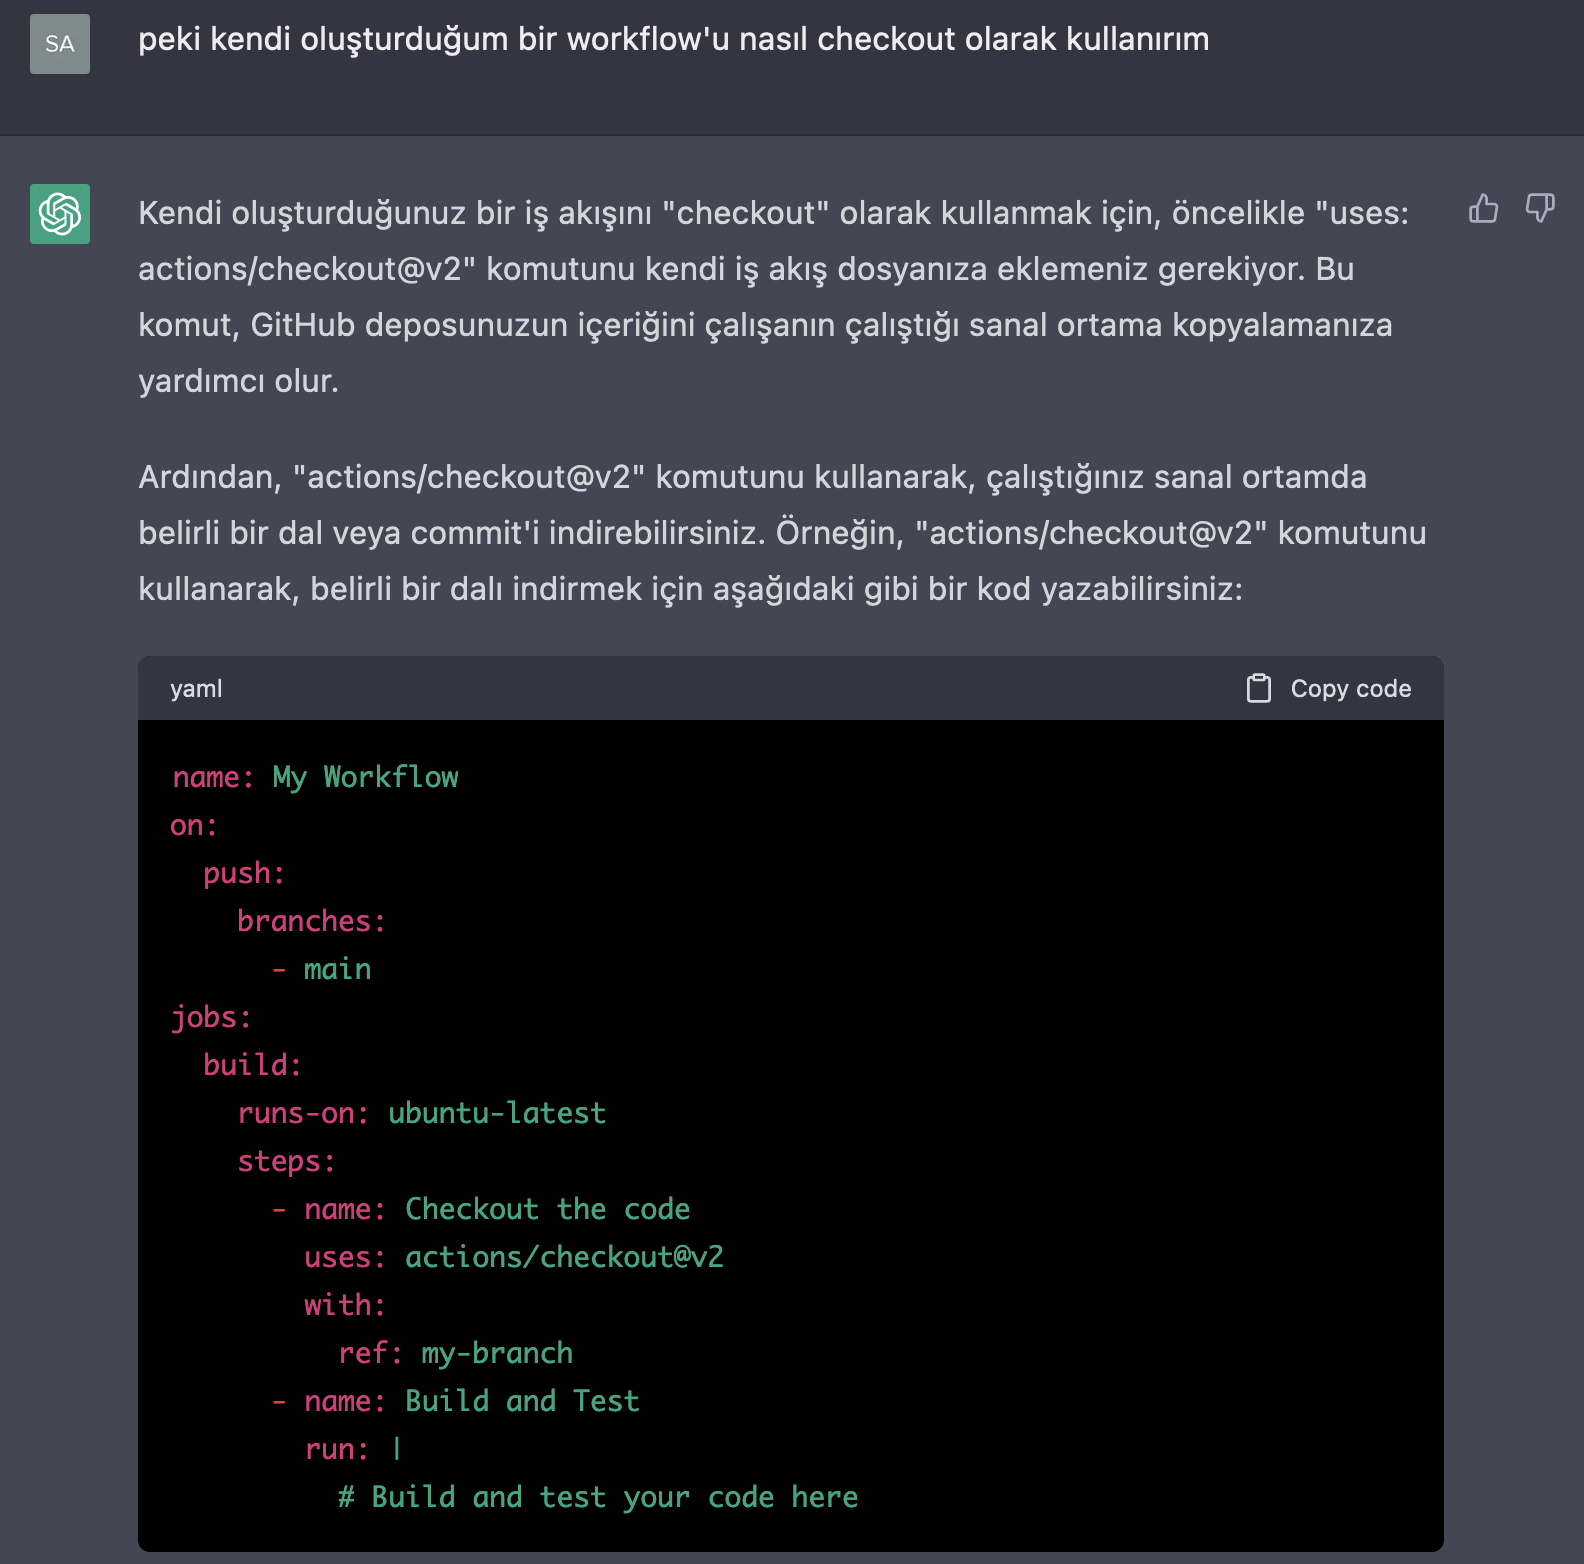 SA
peki kendi oluşturduğum bir workflow'u nasıl checkout olarak kullanırım
Kendi oluşturduğunuz bir iş akışını "checkout" olarak kullanmak için, öncelikle "uses:
actions/checkout@v2" komutunu kendi iş akış dosyanıza eklemeniz gerekiyor. Bu
komut, GitHub deposunuzun içeriğini çalışanın çalıştığı sanal ortama kopyalamanıza
yardımcı olur.
Ardından, "actions/checkout@v2" komutunu kullanarak, çalıştığınız sanal ortamda
belirli bir dal veya commit'i indirebilirsiniz. Örneğin, "actions/checkout@v2" komutunu
kullanarak, belirli bir dalı indirmek için aşağıdaki gibi bir kod yazabilirsiniz:
yaml
Copy code
name: My Workflow
on:
  push:
    branches:
      - main
jobs:
  build:
    runs-on: ubuntu-latest
    steps:
      - name: Checkout the code
        uses: actions/checkout@v2
        with:
          ref: my-branch
      - name: Build and Test
        run: |
          # Build and test your code here